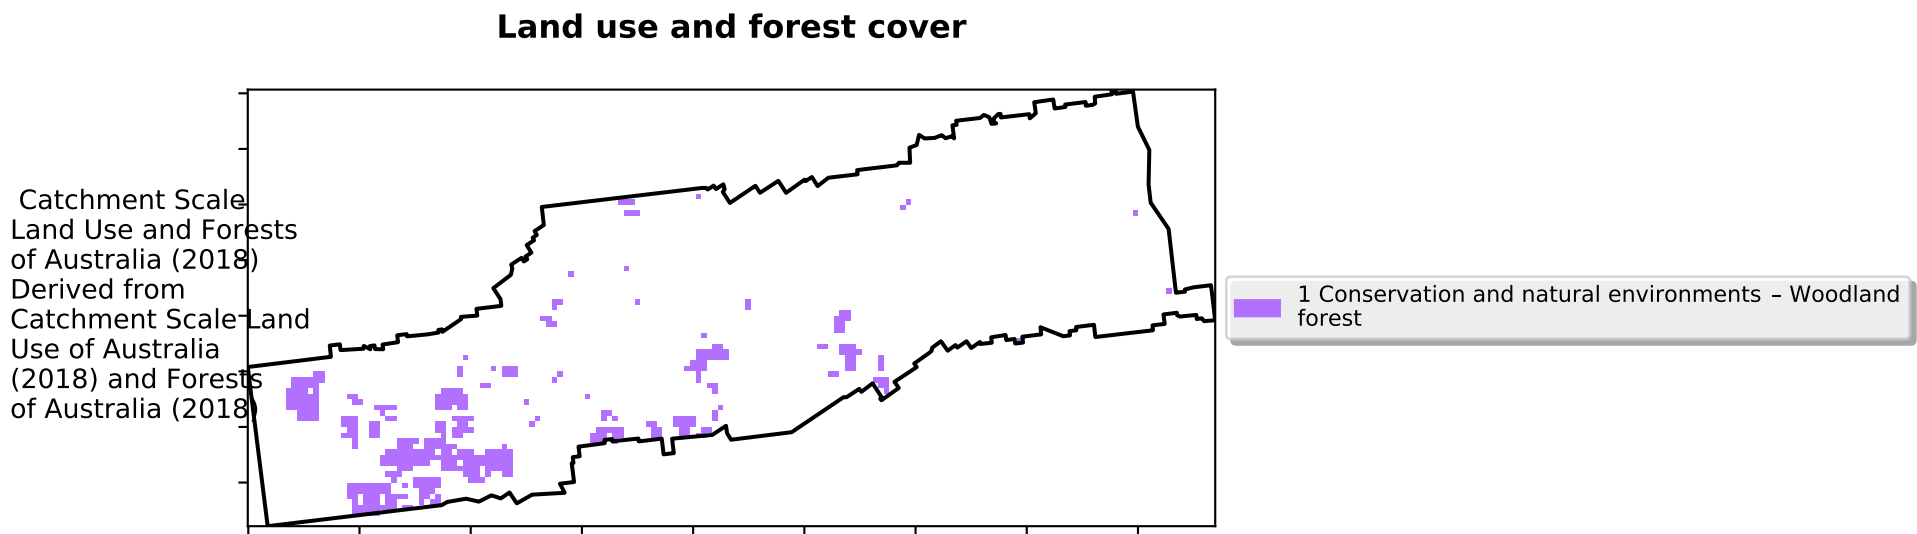 Land use and forest cover
Catchment Scale
Land Use and Forests
of Australia (2018)
Derived from
Catchment Scale Land
Use of Australia
(2018) and Forests
of Australia (2018)
1 Conservation and natural environments – Woodland
forest